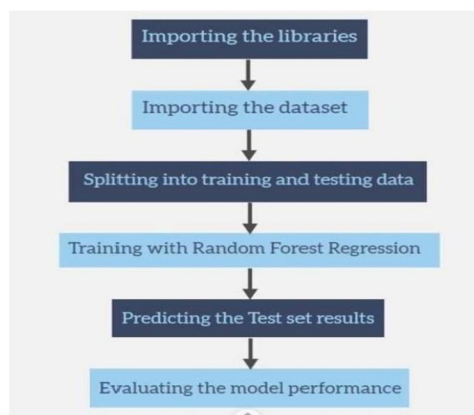 Importing the libraries
Importing the dataset
Splitting into training and testing data
Training with Random Forest Regression
Predicting the Test set results
Evaluating the model performance